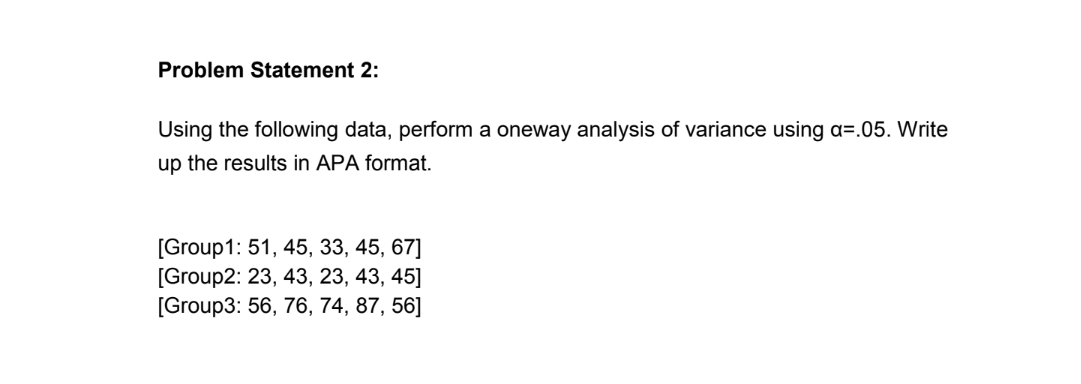 Problem Statement 2:
Using the following data, perform a oneway analysis of variance using α=.05. Write
up the results in APA format.
[Group1: 51, 45, 33, 45, 67]
[Group2: 23, 43, 23, 43, 45]
[Group3: 56, 76, 74, 87, 56]